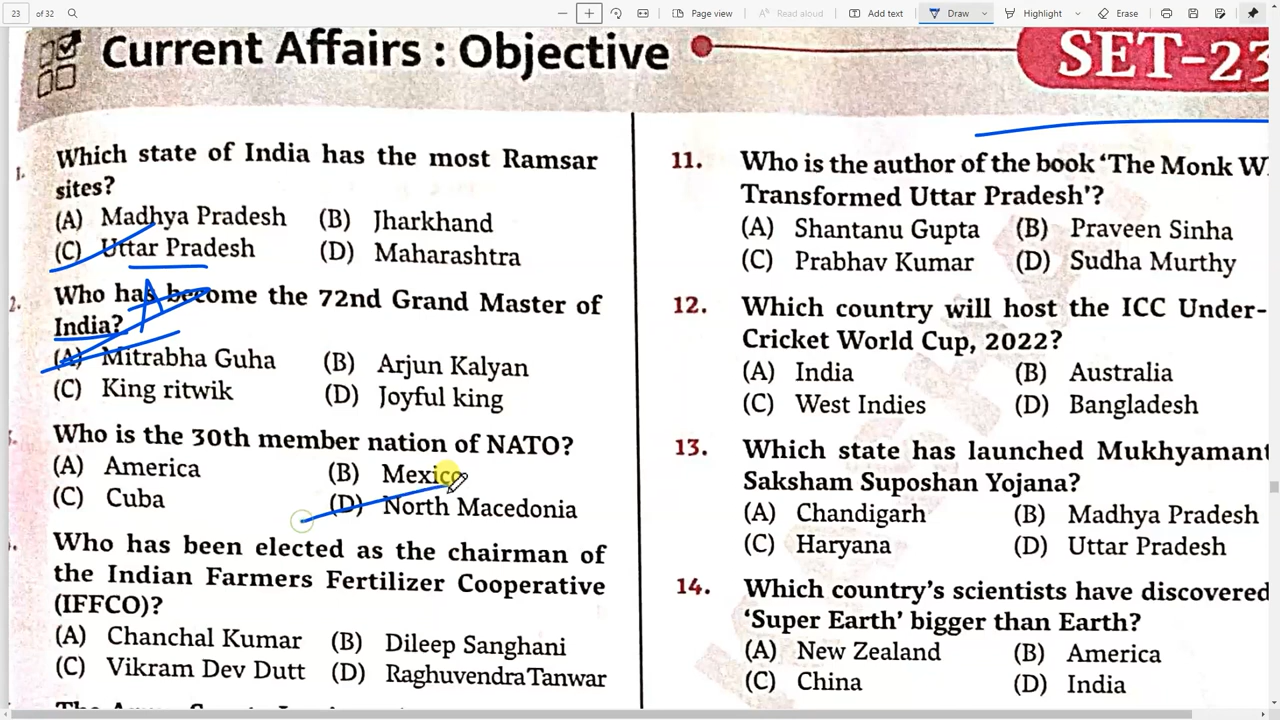 23 of 32 Page view Read aloud Add text Draw Highlight Erase
Current Affairs : Objective SET-23
1. Which state of India has the most Ramsar
sites?
(A) Madhya Pradesh (B) Jharkhand
(C) Uttar Pradesh (D) Maharashtra
2. Who has become the 72nd Grand Master of
India?
A
(A) Mitrabha Guha (B) Arjun Kalyan
(C) King ritwik (D) Joyful king
Who is the 30th member nation of NATO?
(A) America (B) Mexico
(C) Cuba (D) North Macedonia
Who has been elected as the chairman of
the Indian Farmers Fertilizer Cooperative
(IFFCO)?
(A) Chanchal Kumar (B) Dileep Sanghani
(C) Vikram Dev Dutt (D) Raghuvendra Tanwar
11. Who is the author of the book ‘The Monk W
Transformed Uttar Pradesh’?
(A) Shantanu Gupta (B) Praveen Sinha
(C) Prabhav Kumar (D) Sudha Murthy
12. Which country will host the ICC Under-
Cricket World Cup, 2022?
(A) India (B) Australia
(C) West Indies (D) Bangladesh
13. Which state has launched Mukhyamant
Saksham Suposhan Yojana?
(A) Chandigarh (B) Madhya Pradesh
(C) Haryana (D) Uttar Pradesh
14. Which country’s scientists have discovered
‘Super Earth’ bigger than Earth?
(A) New Zealand (B) America
(C) China (D) India